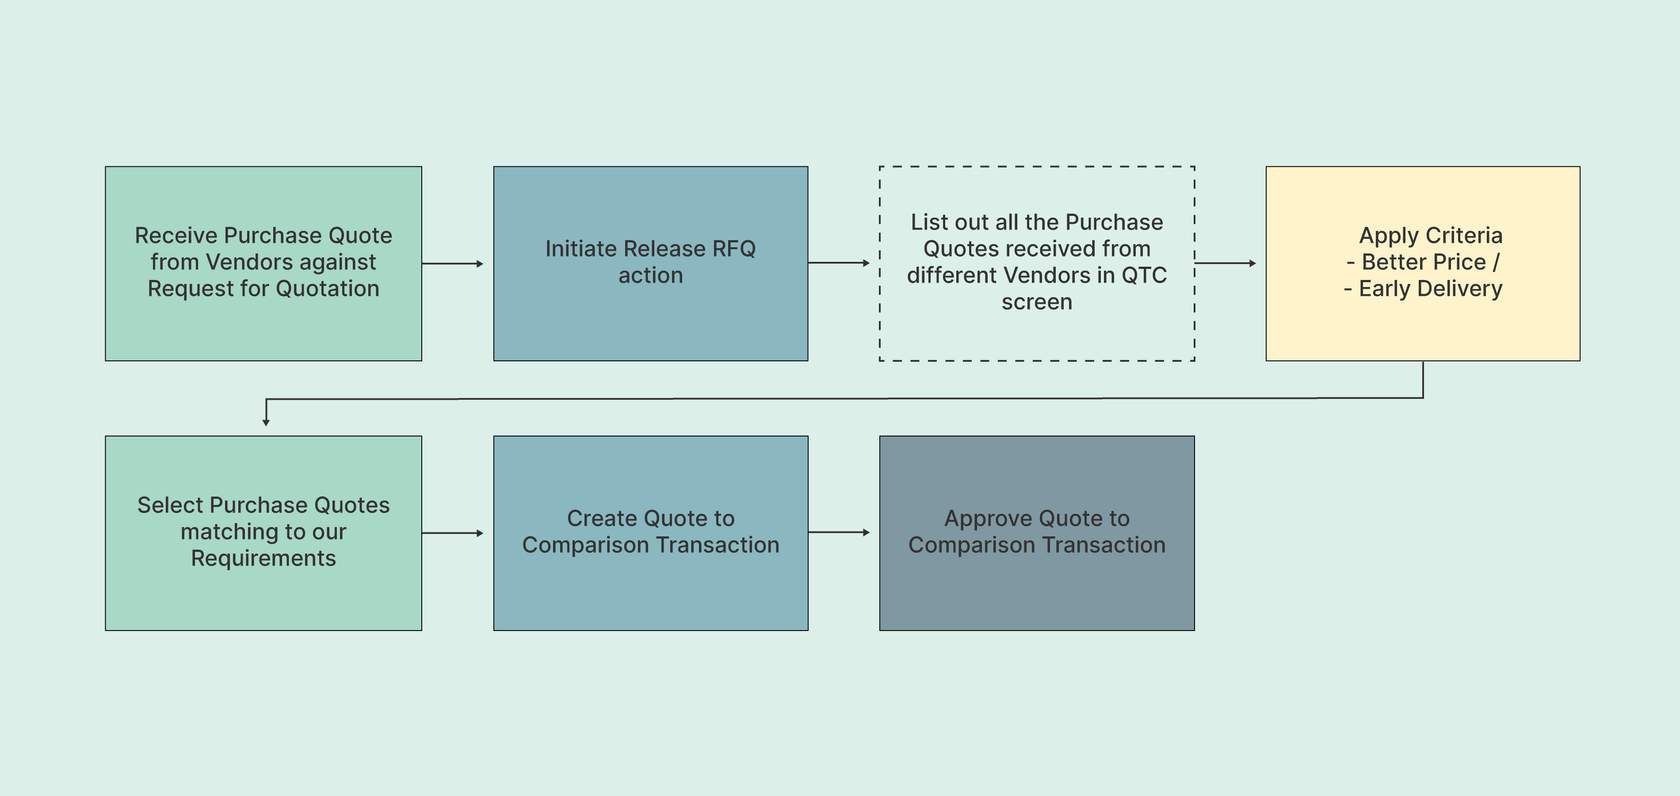 Receive Purchase Quote
from Vendors against
Request for Quotation
Initiate Release RFQ
action
List out all the Purchase
Quotes received from
different Vendors in QTC
screen
Apply Criteria
- Better Price /
- Early Delivery
Select Purchase Quotes
matching to our
Requirements
Create Quote to
Comparison Transaction
Approve Quote to
Comparison Transaction